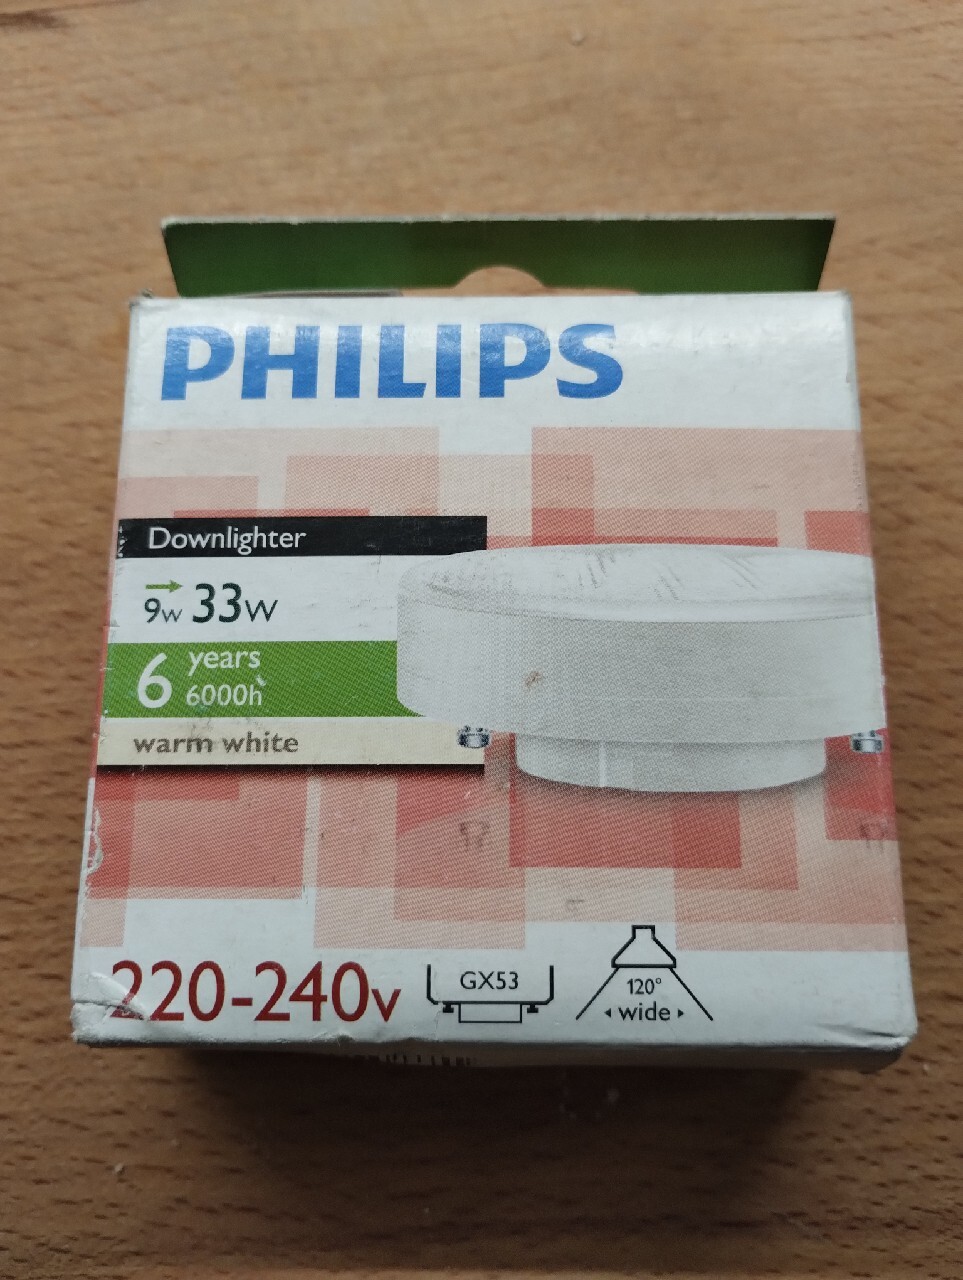 PHILIPS
Downlighter
9w 33w
6 years
6000h
warm white
220-240v
GX53
120°
wide